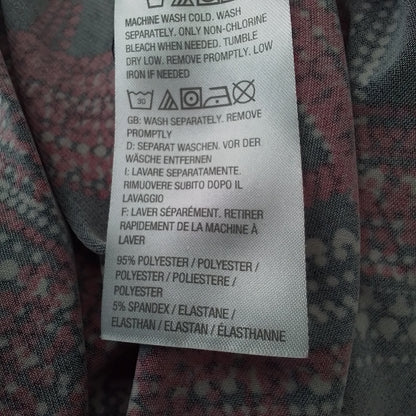 MACHINE WASH COLD. WASH
SEPARATELY. ONLY NON-CHLORINE
BLEACH WHEN NEEDED. TUMBLE
DRY LOW. REMOVE PROMPTLY. LOW
IRON IF NEEDED
30
GB: WASH SEPARATELY. REMOVE
PROMPTLY
D: SEPARAT WASCHEN. VOR DER
WÄSCHE ENTFERNEN
I: LAVARE SEPARATAMENTE.
RIMUOVERE SUBITO DOPO IL
LAVAGGIO
F: LAVER SÉPARÉMENT. RETIRER
RAPIDEMENT DE LA MACHINE À
LAVER
95% POLYESTER / POLYESTER /
POLYESTER / POLIESTERE /
POLYESTER
5% SPANDEX / ELASTANE /
ELASTHAN / ELASTAN / ÉLASTHANNE